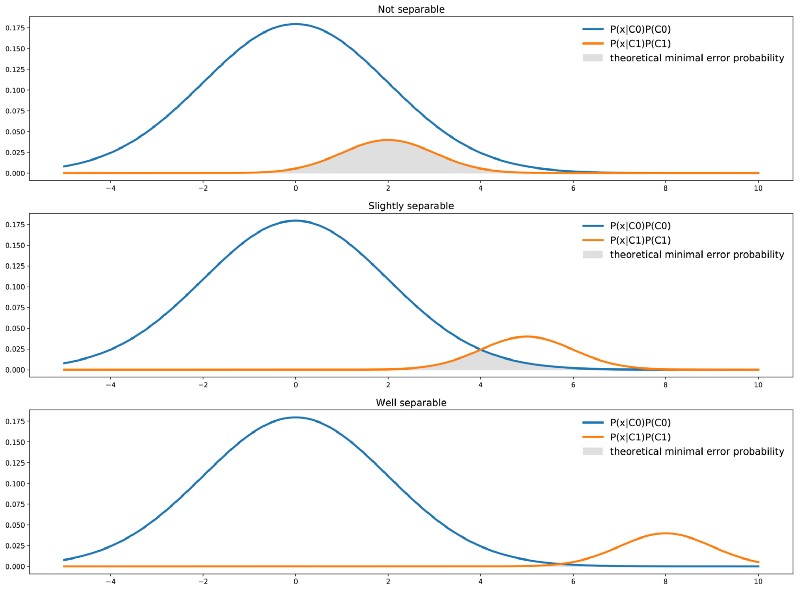 Not separable
P(x|C0)P(C0)
P(x|C1)P(C1)
theoretical minimal error probability
0.175
0.150
0.125
0.100
0.075
0.050
0.025
0.000
−4 −2 0 2 4 6 8 10
Slightly separable
P(x|C0)P(C0)
P(x|C1)P(C1)
theoretical minimal error probability
0.175
0.150
0.125
0.100
0.075
0.050
0.025
0.000
−4 −2 0 2 4 6 8 10
Well separable
P(x|C0)P(C0)
P(x|C1)P(C1)
theoretical minimal error probability
0.175
0.150
0.125
0.100
0.075
0.050
0.025
0.000
−4 −2 0 2 4 6 8 10